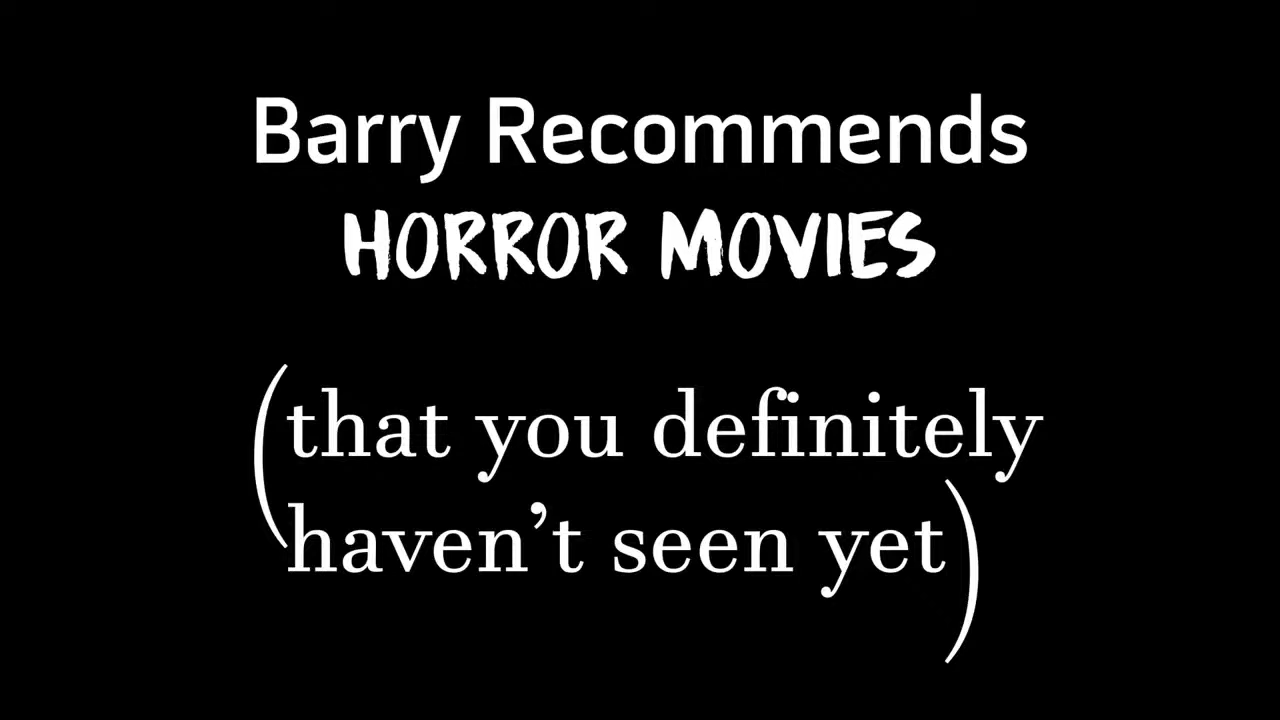 Barry Recommends
HORROR MOVIES
(that you definitely
haven't seen yet)